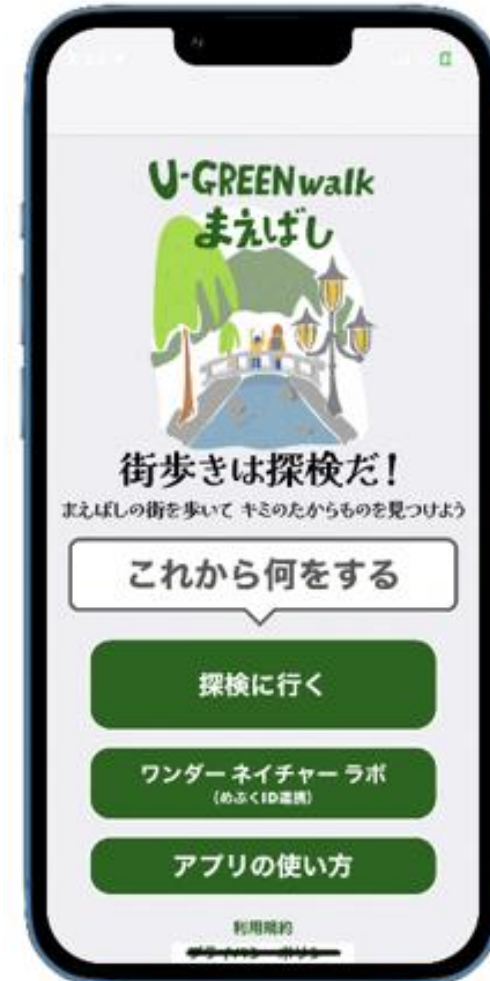 U-GREEN walk
まえばし
街歩きは探検だ!
まえばしの街を歩いて キミのたからものを見つけよう
これから何をする
探検に行く
ワンダー ネイチャー ラボ
(めぶくID連携)
アプリの使い方
利用規約